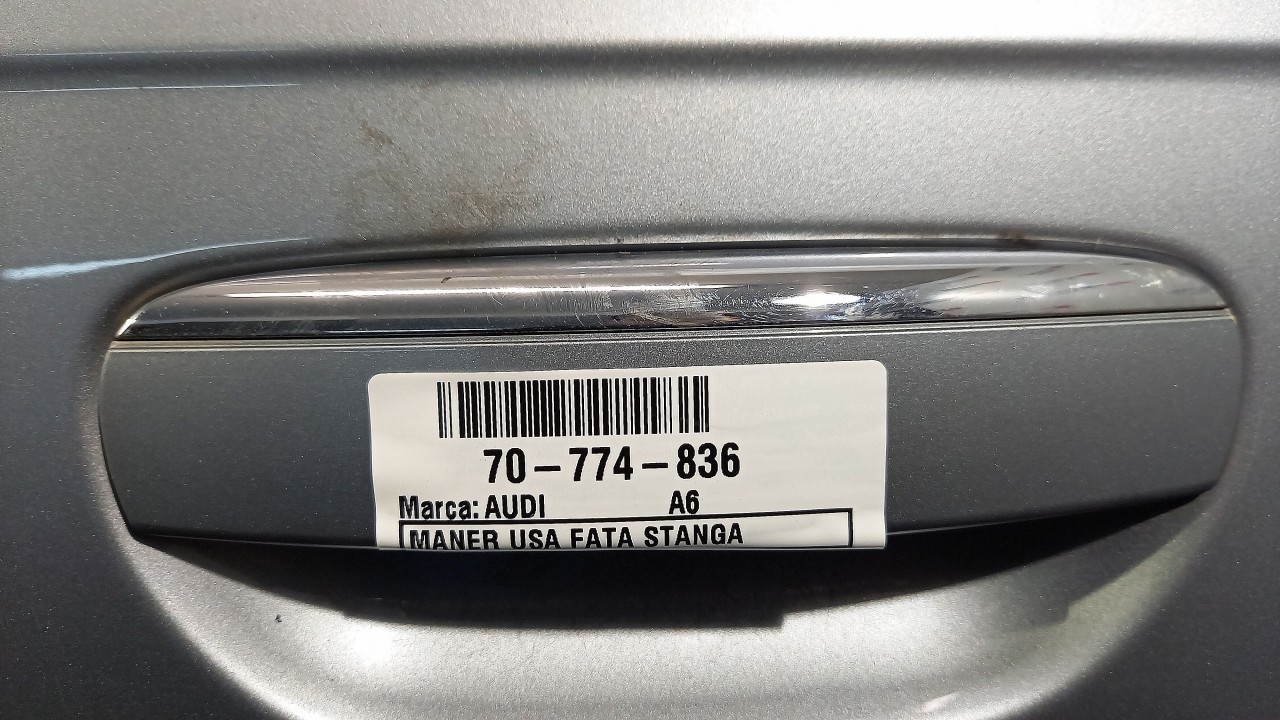 70-774-836
Marca: AUDI A6
MANER USA FATA STANGA